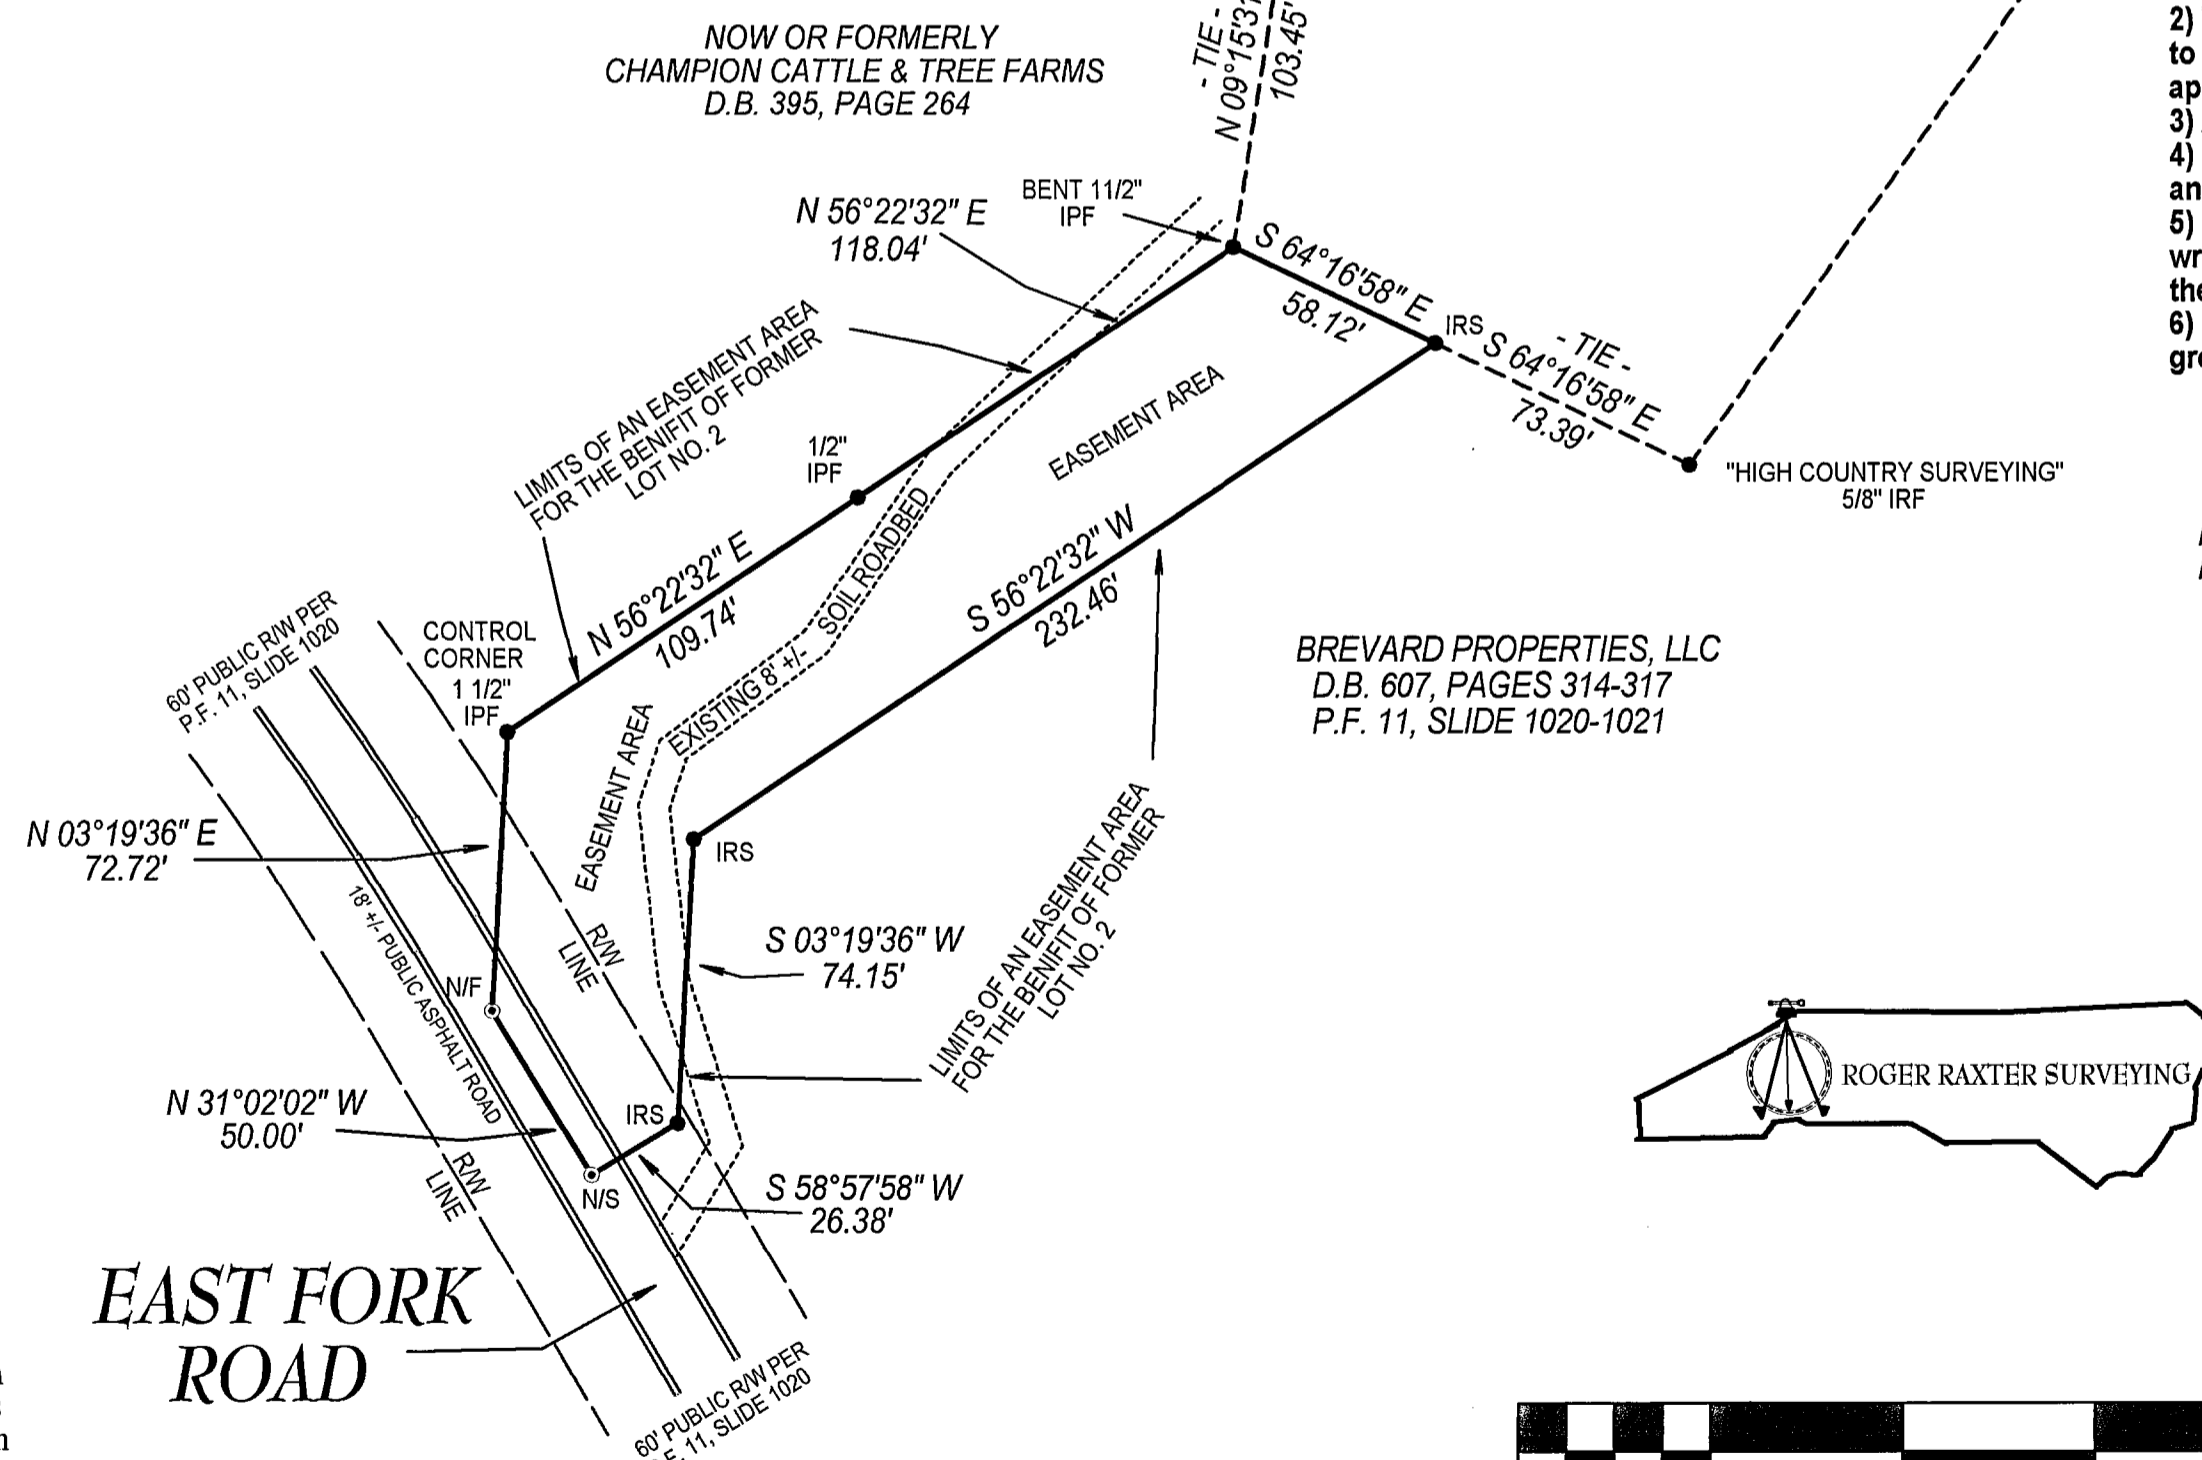 NOW OR FORMERLY
CHAMPION CATTLE & TREE FARMS
D.B. 395, PAGE 264
- TIE -
N 09°15'31
103.45'
2)
to
ap
3)
4)
an
5)
wr
the
6)
gre
BENT 11/2"
IPF
N 56°22'32" E
118.04'
S 64°16'58" E
58.12'
IRS
- TIE -
S 64°16'58" E
73.39'
"HIGH COUNTRY SURVEYING"
5/8" IRF
LIMITS OF AN EASEMENT AREA
FOR THE BENIFIT OF FORMER
LOT NO. 2
1/2"
IPF
EASEMENT AREA
N 56°22'32" E
109.74'
EXISTING 8' +/- SOIL ROADBED
S 56°22'32" W
232.46'
60' PUBLIC R/W PER
P.F. 11, SLIDE 1020
CONTROL
CORNER
1 1/2"
IPF
BREVARD PROPERTIES, LLC
D.B. 607, PAGES 314-317
P.F. 11, SLIDE 1020-1021
EASEMENT AREA
N 03°19'36" E
72.72'
IRS
LIMITS OF AN EASEMENT AREA
FOR THE BENIFIT OF FORMER
LOT NO. 2
18' +/- PUBLIC ASPHALT ROAD
R/W
LINE
S 03°19'36" W
74.15'
N/F
ROGER RAXTER SURVEYING
N 31°02'02" W
50.00'
IRS
R/W
LINE
N/S
S 58°57'58" W
26.38'
EAST FORK
ROAD
60' PUBLIC R/W PER
F. 11, SLIDE 1020